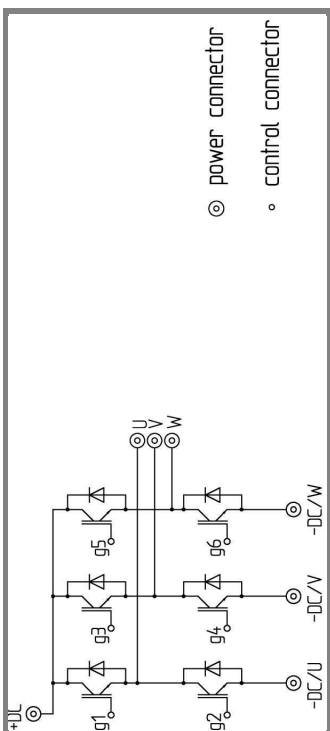 power connector
control connector
U
V
W
g5
g6
-DC/W
g3
g4
-DC/V
+DC
g1
g2
-DC/U